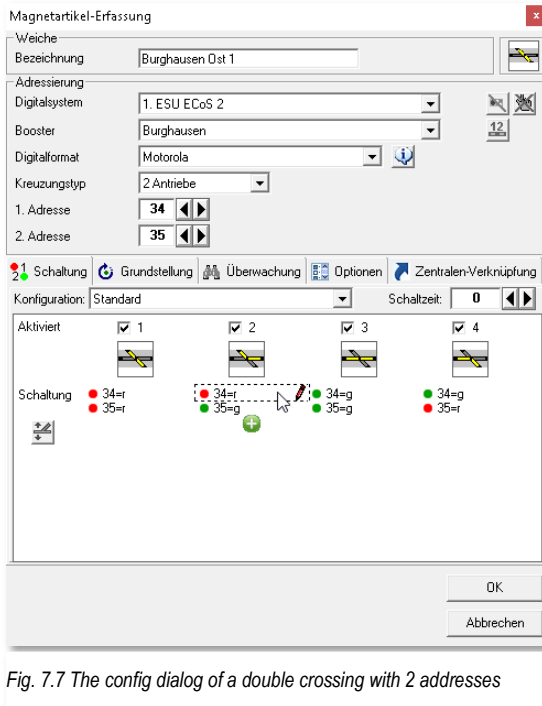 Magnetartikel-Erfassung x
Weiche
Bezeichnung Burghausen Ost 1
Adressierung
Digitalsystem 1. ESU ECoS 2
Booster Burghausen 12
Digitalformat Motorola
Kreuzungstyp 2 Antriebe
1. Adresse 34
2. Adresse 35
Schaltung Grundstellung Überwachung Optionen Zentralen-Verknüpfung
Konfiguration: Standard Schaltzeit: 0
Aktiviert 1 2 3 4
Schaltung 34=r 34=r 34=g 34=g
35=r 35=g 35=g 35=r
OK
Abbrechen
Fig. 7.7 The config dialog of a double crossing with 2 addresses